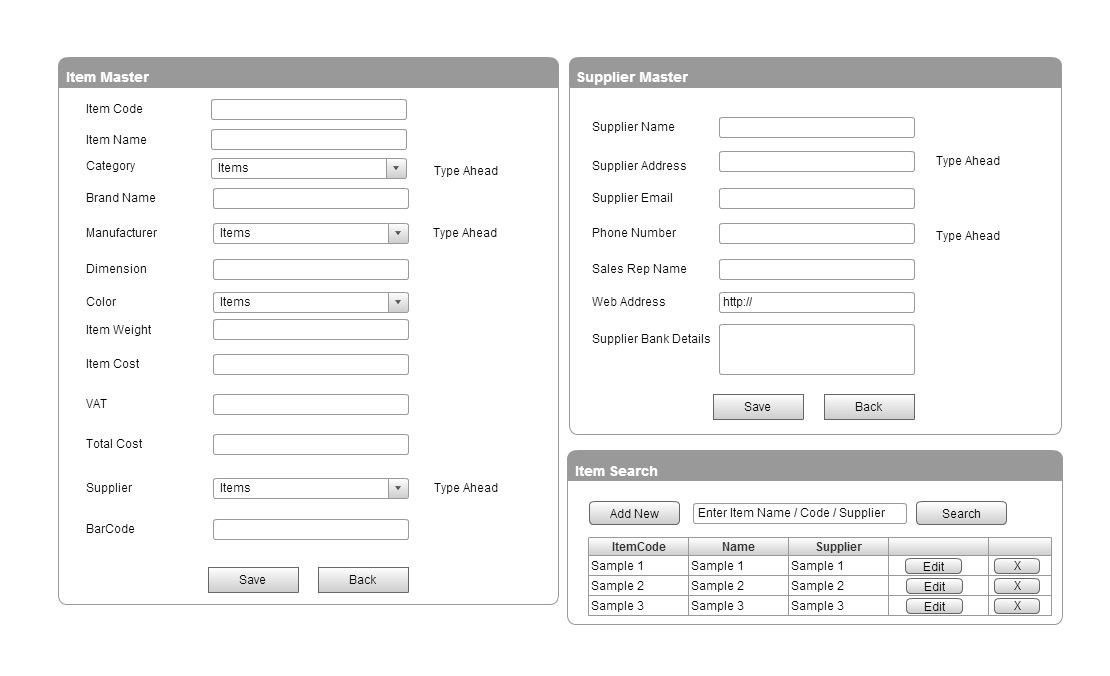 Item Master
Item Code
Item Name
Category Items Type Ahead
Brand Name
Manufacturer Items Type Ahead
Dimension
Color Items
Item Weight
Item Cost
VAT
Total Cost
Supplier Items Type Ahead
BarCode
Save Back
Supplier Master
Supplier Name
Supplier Address Type Ahead
Supplier Email
Phone Number Type Ahead
Sales Rep Name
Web Address http://
Supplier Bank Details
Save Back
Item Search
Add New Enter Item Name / Code / Supplier Search
ItemCode Name Supplier
Sample 1 Sample 1 Sample 1 Edit X
Sample 2 Sample 2 Sample 2 Edit X
Sample 3 Sample 3 Sample 3 Edit X